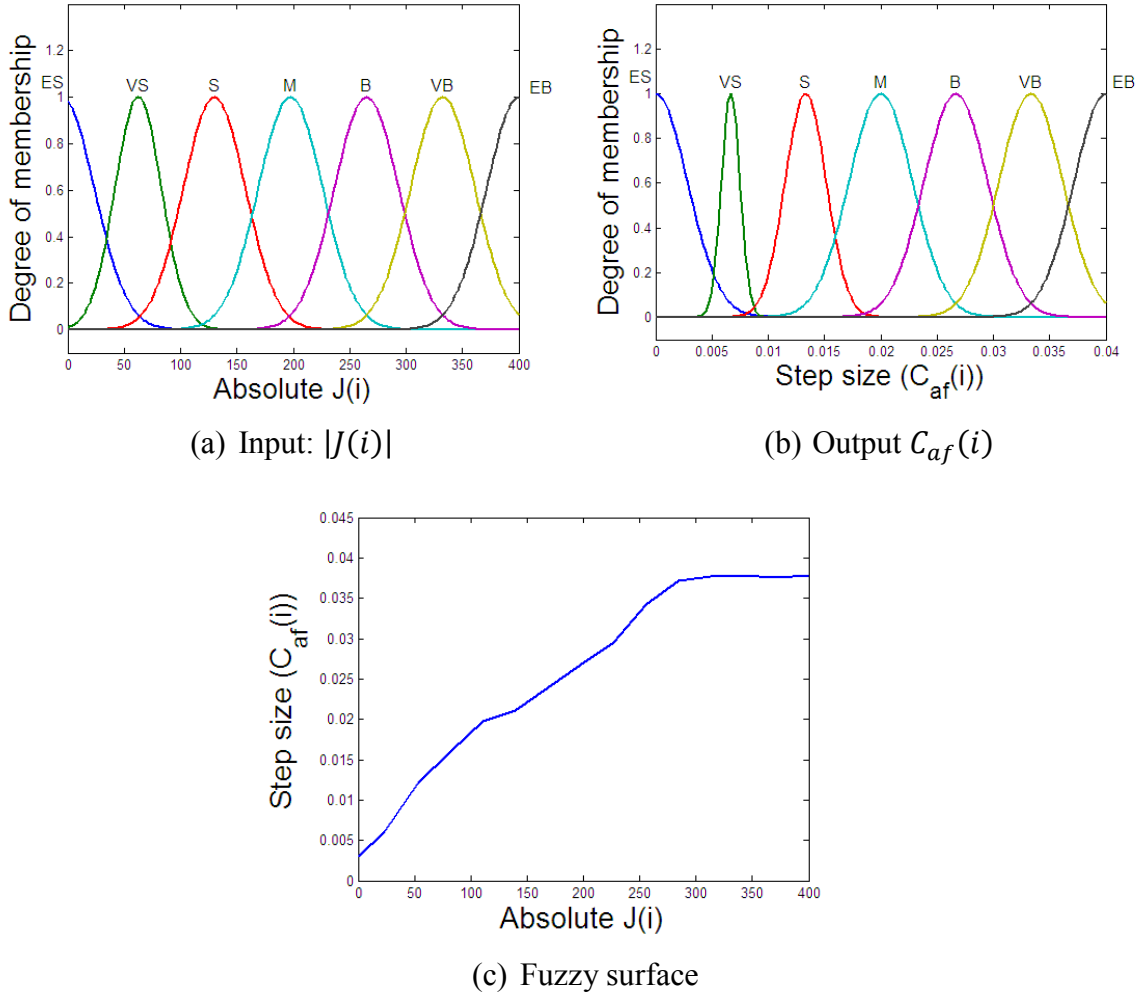 1.2
1
0.8
0.6
0.4
0.2
0
ES VS S M B VB EB
0 50 100 150 200 250 300 350 400
Degree of membership
Absolute J(i)
(a) Input: |J(i)|
1.2
1
0.8
0.6
0.4
0.2
0
ES VS S M B VB EB
0 0.005 0.01 0.015 0.02 0.025 0.03 0.035 0.04
Degree of membership
Step size (C_af(i))
(b) Output C_af(i)
0.045
0.04
0.035
0.03
0.025
0.02
0.015
0.01
0.005
0
0 50 100 150 200 250 300 350 400
Step size (C_af(i))
Absolute J(i)
(c) Fuzzy surface